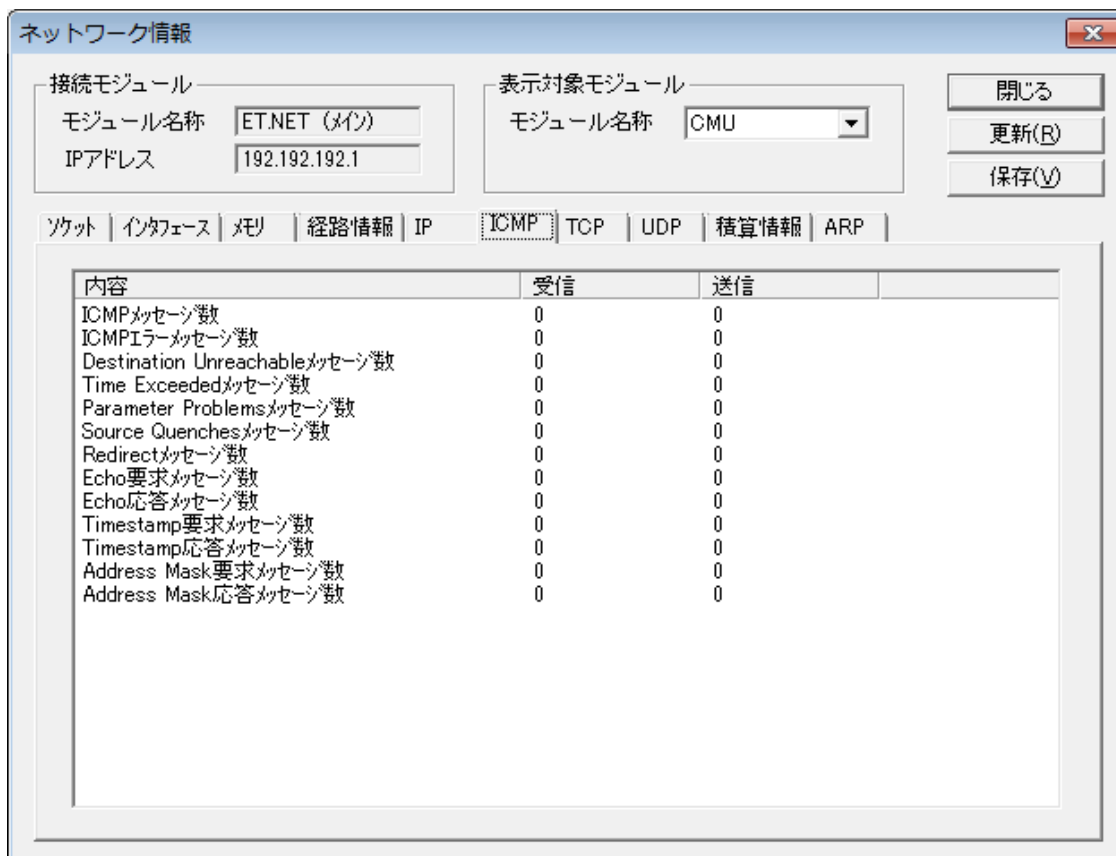 ネットワーク情報
接続モジュール
モジュール名称 ET.NET (ﾒｲﾝ)
IPアドレス 192.192.192.1
表示対象モジュール
モジュール名称 CMU
閉じる
更新(R)
保存(V)
ｿｹｯﾄ ｲﾝﾀﾌｪｰｽ ﾒﾓﾘ 経路情報 IP ICMP TCP UDP 積算情報 ARP
内容 受信 送信
ICMPﾒｯｾｰｼﾞ数 0 0
ICMPｴﾗｰﾒｯｾｰｼﾞ数 0 0
Destination Unreachableﾒｯｾｰｼﾞ数 0 0
Time Exceededﾒｯｾｰｼﾞ数 0 0
Parameter Problemsﾒｯｾｰｼﾞ数 0 0
Source Quenchesﾒｯｾｰｼﾞ数 0 0
Redirectﾒｯｾｰｼﾞ数 0 0
Echo要求ﾒｯｾｰｼﾞ数 0 0
Echo応答ﾒｯｾｰｼﾞ数 0 0
Timestamp要求ﾒｯｾｰｼﾞ数 0 0
Timestamp応答ﾒｯｾｰｼﾞ数 0 0
Address Mask要求ﾒｯｾｰｼﾞ数 0 0
Address Mask応答ﾒｯｾｰｼﾞ数 0 0